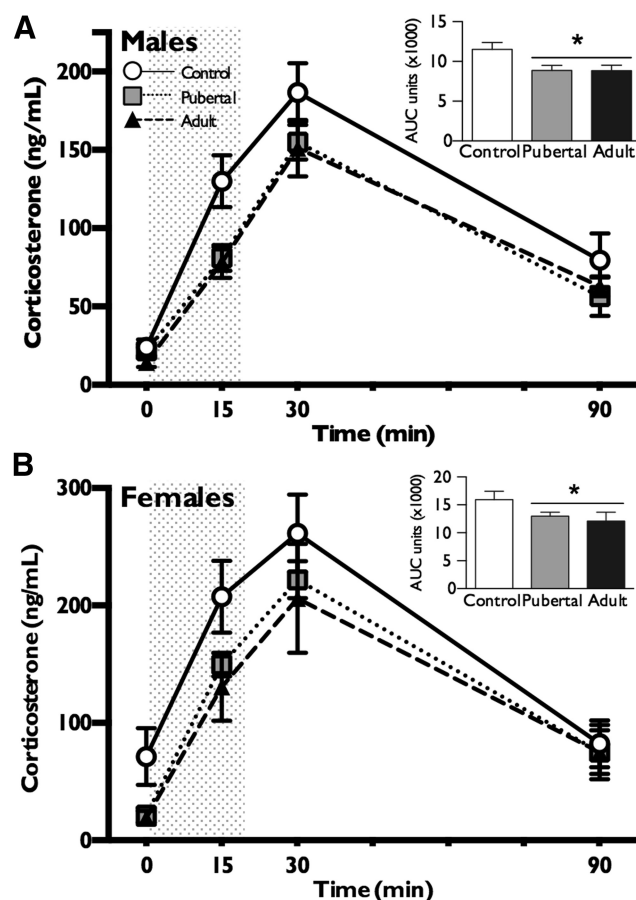 A
Males
Control
Pubertal
Adult
Corticosterone (ng/mL)
200
150
100
50
0
0 15 30 90
Time (min)
AUC units (x1000)
15
10
5
0
*
Control Pubertal Adult
B
Females
Corticosterone (ng/mL)
300
200
100
0
0 15 30 90
Time (min)
AUC units (x1000)
20
15
10
5
0
*
Control Pubertal Adult